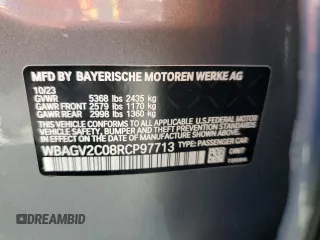 MFD BY BAYERISCHE MOTOREN WERKE AG
10/23
GVWR 5368 lbs 2435 kg
GAWR FRONT 2579 lbs 1170 kg
GAWR REAR 2998 lbs 1360 kg
THIS VEHICLE CONFORMS TO ALL APPLICABLE FEDERAL
MOTOR VEHICLE SAFETY, BUMPER, AND THEFT PREVENTION
STANDARDS IN EFFECT ON THE DATE OF MANUFACTURE SHOWN
ABOVE.
WBAGV2C08RCP97713 TYPE: PASSENGER CAR
DREAMBID